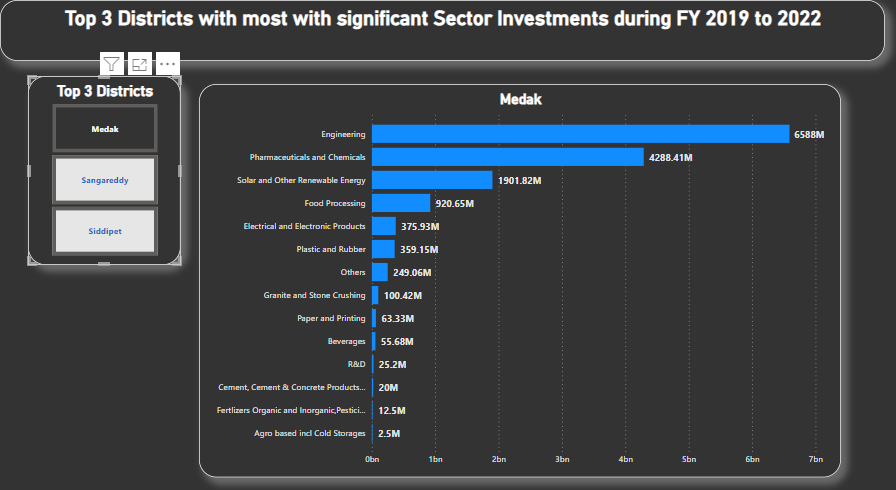 Top 3 Districts with most with significant Sector Investments during FY 2019 to 2022
Top 3 Districts
Medak
Sangareddy
Siddipet
Medak
Engineering 6588M
Pharmaceuticals and Chemicals 4288.41M
Solar and Other Renewable Energy 1901.82M
Food Processing 920.65M
Electrical and Electronic Products 375.93M
Plastic and Rubber 359.15M
Others 249.06M
Granite and Stone Crushing 100.42M
Paper and Printing 63.33M
Beverages 55.68M
R&D 25.2M
Cement, Cement & Concrete Products... 20M
Fertlizers Organic and Inorganic,Pestici... 12.5M
Agro based incl Cold Storages 2.5M
0bn 1bn 2bn 3bn 4bn 5bn 6bn 7bn